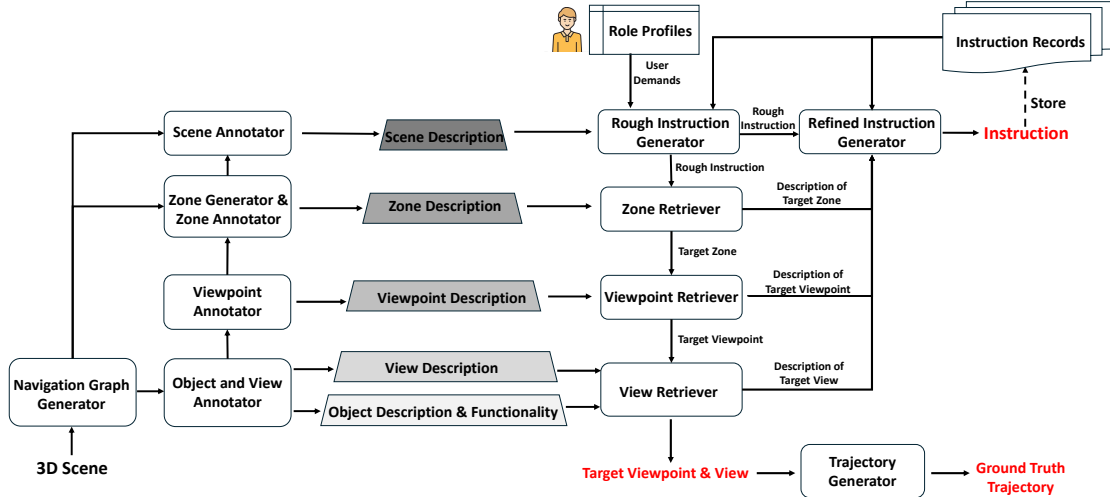 Role Profiles
Instruction Records
User
Demands
Store
Scene Annotator
Scene Description
Rough Instruction
Generator
Rough
Instruction
Refined Instruction
Generator
Instruction
Rough Instruction
Zone Generator &
Zone Annotator
Zone Description
Zone Retriever
Description of
Target Zone
Target Zone
Viewpoint
Annotator
Viewpoint Description
Viewpoint Retriever
Description of
Target Viewpoint
Target Viewpoint
Navigation Graph
Generator
Object and View
Annotator
View Description
Object Description & Functionality
View Retriever
Description of
Target View
3D Scene
Target Viewpoint & View
Trajectory
Generator
Ground Truth
Trajectory